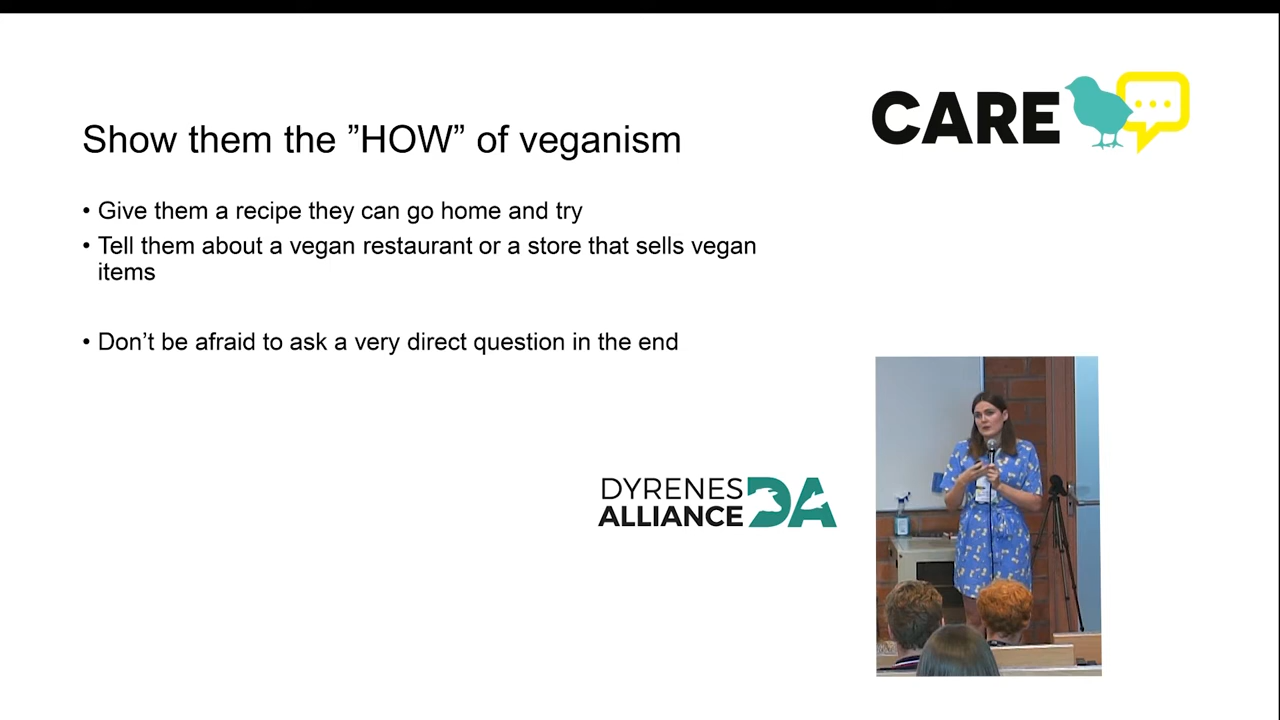 CARE
Show them the ”HOW” of veganism
• Give them a recipe they can go home and try
• Tell them about a vegan restaurant or a store that sells vegan
items
• Don’t be afraid to ask a very direct question in the end
DYRENES
ALLIANCE
DA